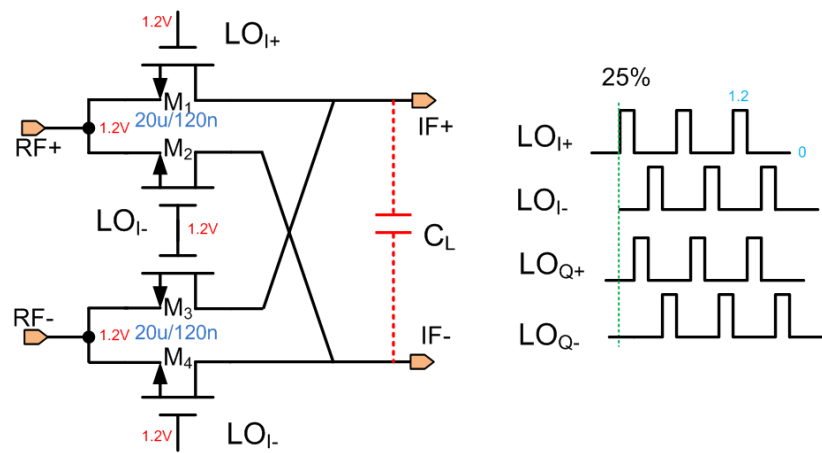 1.2V
LOI+
M1
20u/120n
1.2V
RF+
M2
LOI-
1.2V
IF+
CL
M3
20u/120n
1.2V
RF-
M4
IF-
1.2V
LOI-
25%
1.2
LOI+
0
LOI-
LOQ+
LOQ-